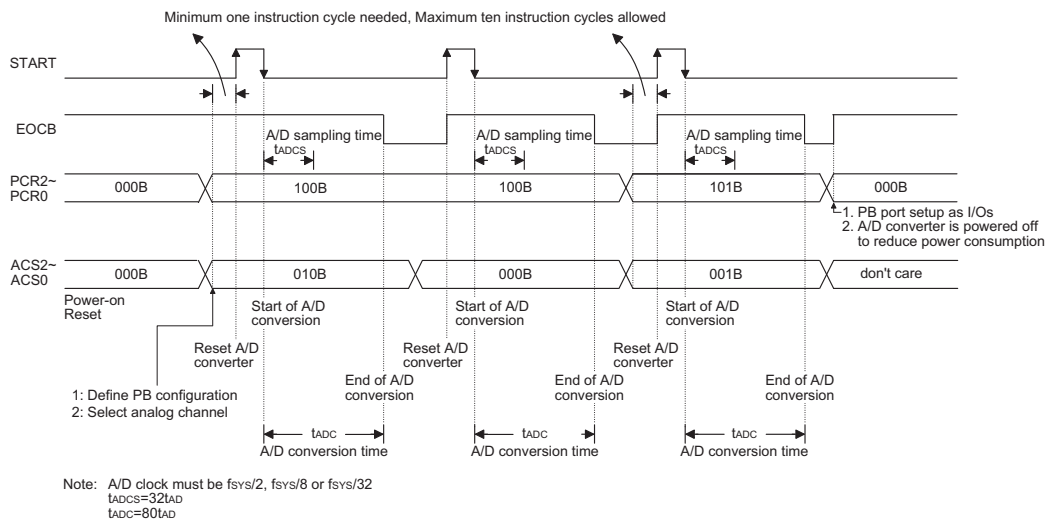 Minimum one instruction cycle needed, Maximum ten instruction cycles allowed
START
EOCB
A/D sampling time
tADCS
A/D sampling time
tADCS
A/D sampling time
tADCS
PCR2~
PCR0
000B
100B
100B
101B
000B
1. PB port setup as I/Os
2. A/D converter is powered off
to reduce power consumption
ACS2~
ACS0
000B
010B
000B
001B
don't care
Power-on
Reset
Start of A/D
conversion
Start of A/D
conversion
Start of A/D
conversion
Reset A/D
converter
Reset A/D
converter
Reset A/D
converter
1: Define PB configuration
2: Select analog channel
End of A/D
conversion
End of A/D
conversion
End of A/D
conversion
tADC
A/D conversion time
tADC
A/D conversion time
tADC
A/D conversion time
Note: A/D clock must be fSYS/2, fSYS/8 or fSYS/32
tADCS=32tAD
tADC=80tAD